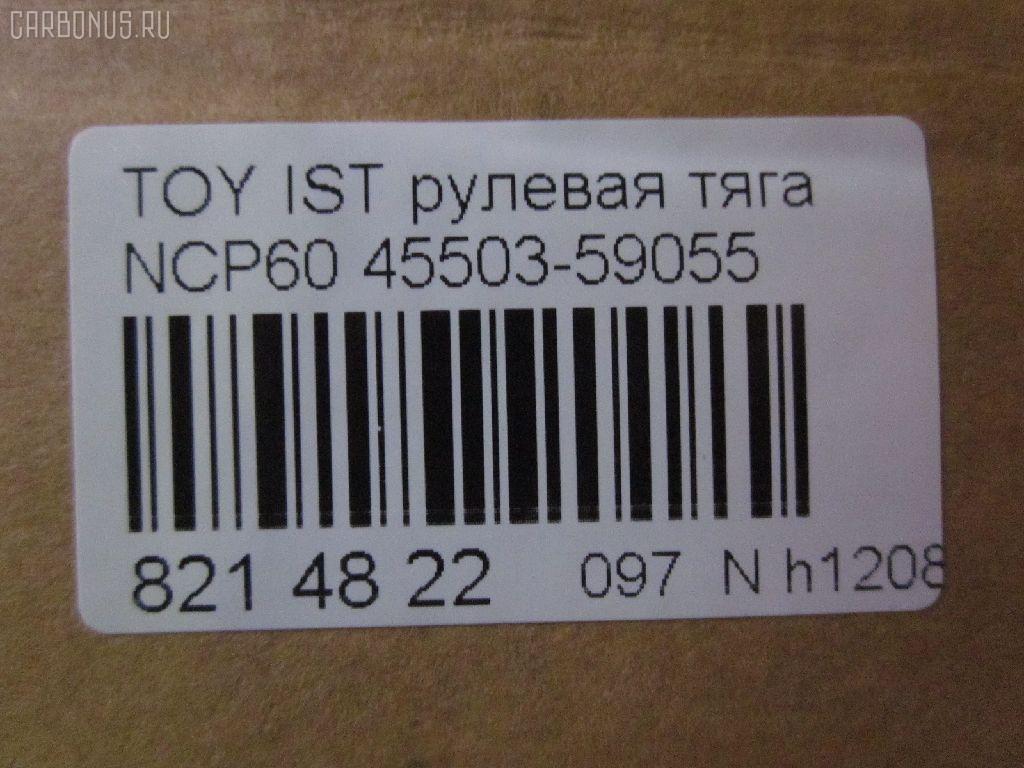 CARBONUS.RU
TOY IST рулевая тяга
NCP60 45503-59055
821 48 22 097 N h1208